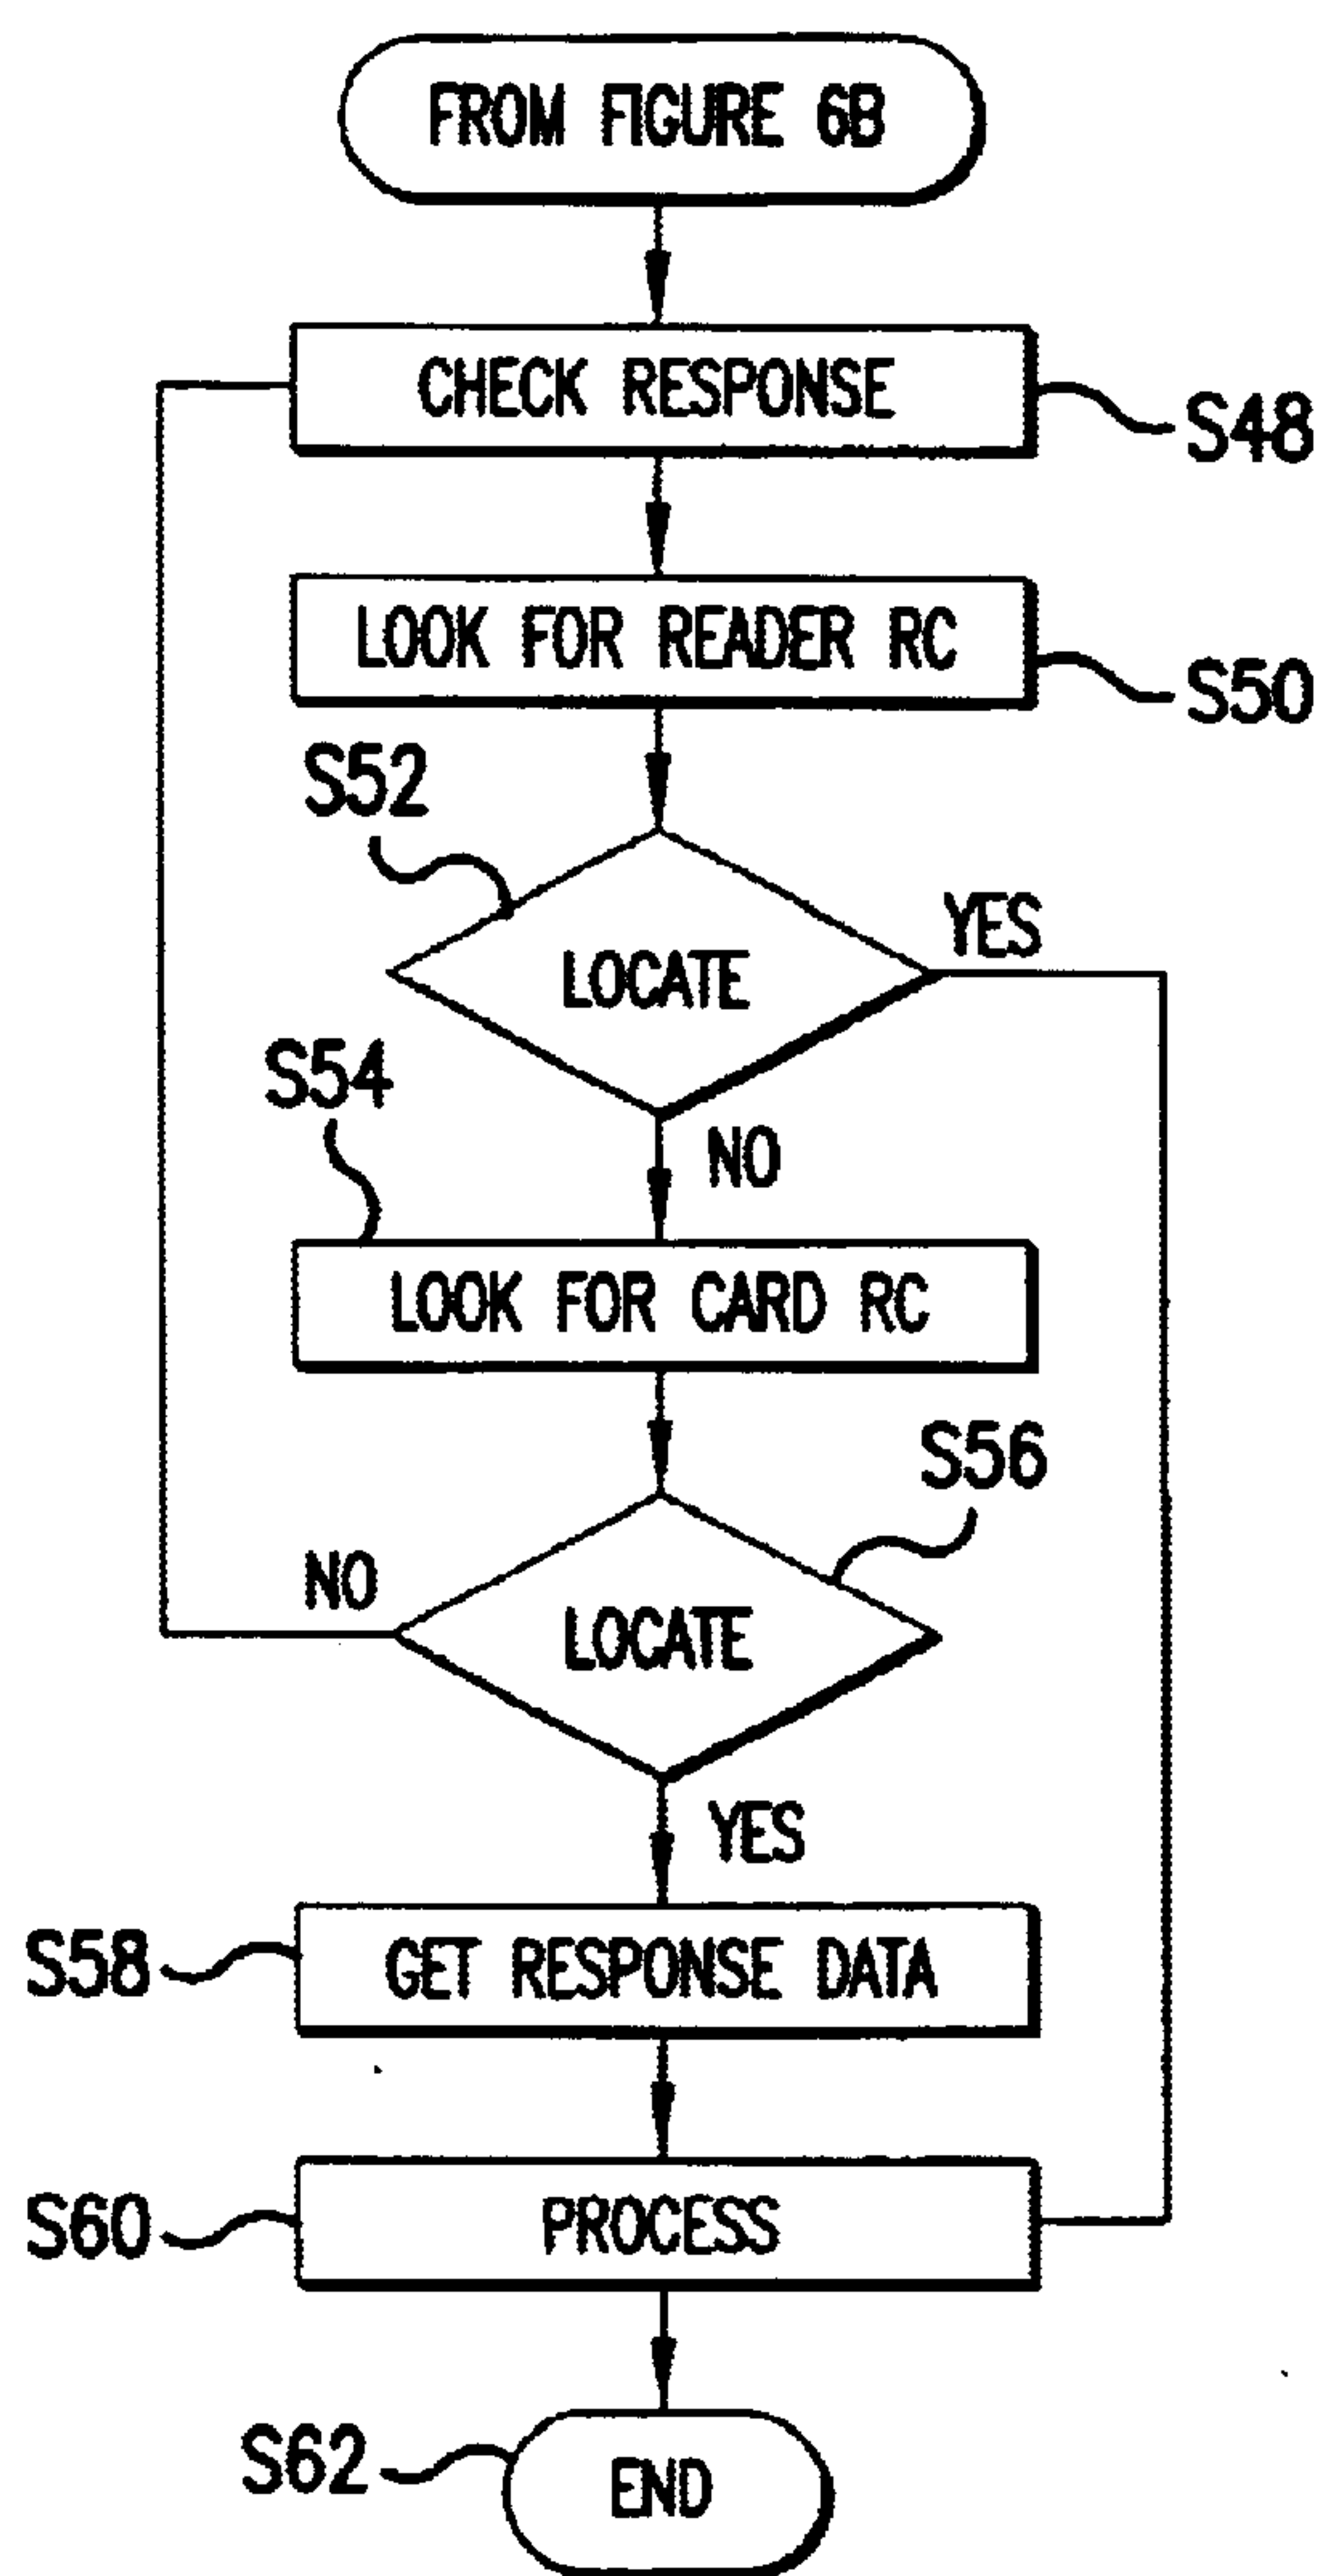 FROM FIGURE 6B
CHECK RESPONSE
S48
LOOK FOR READER RC
S50
S52
LOCATE
YES
S54
NO
LOOK FOR CARD RC
S56
NO
LOCATE
YES
S58
GET RESPONSE DATA
S60
PROCESS
S62
END